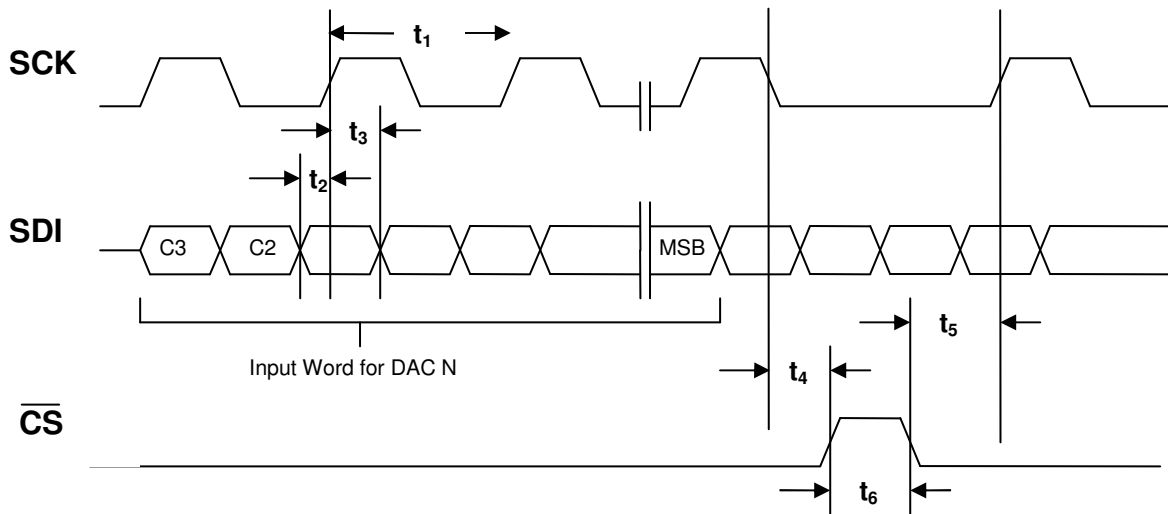 t1
SCK
t3
t2
SDI
C3
C2
MSB
t5
Input Word for DAC N
t4
CS
t6